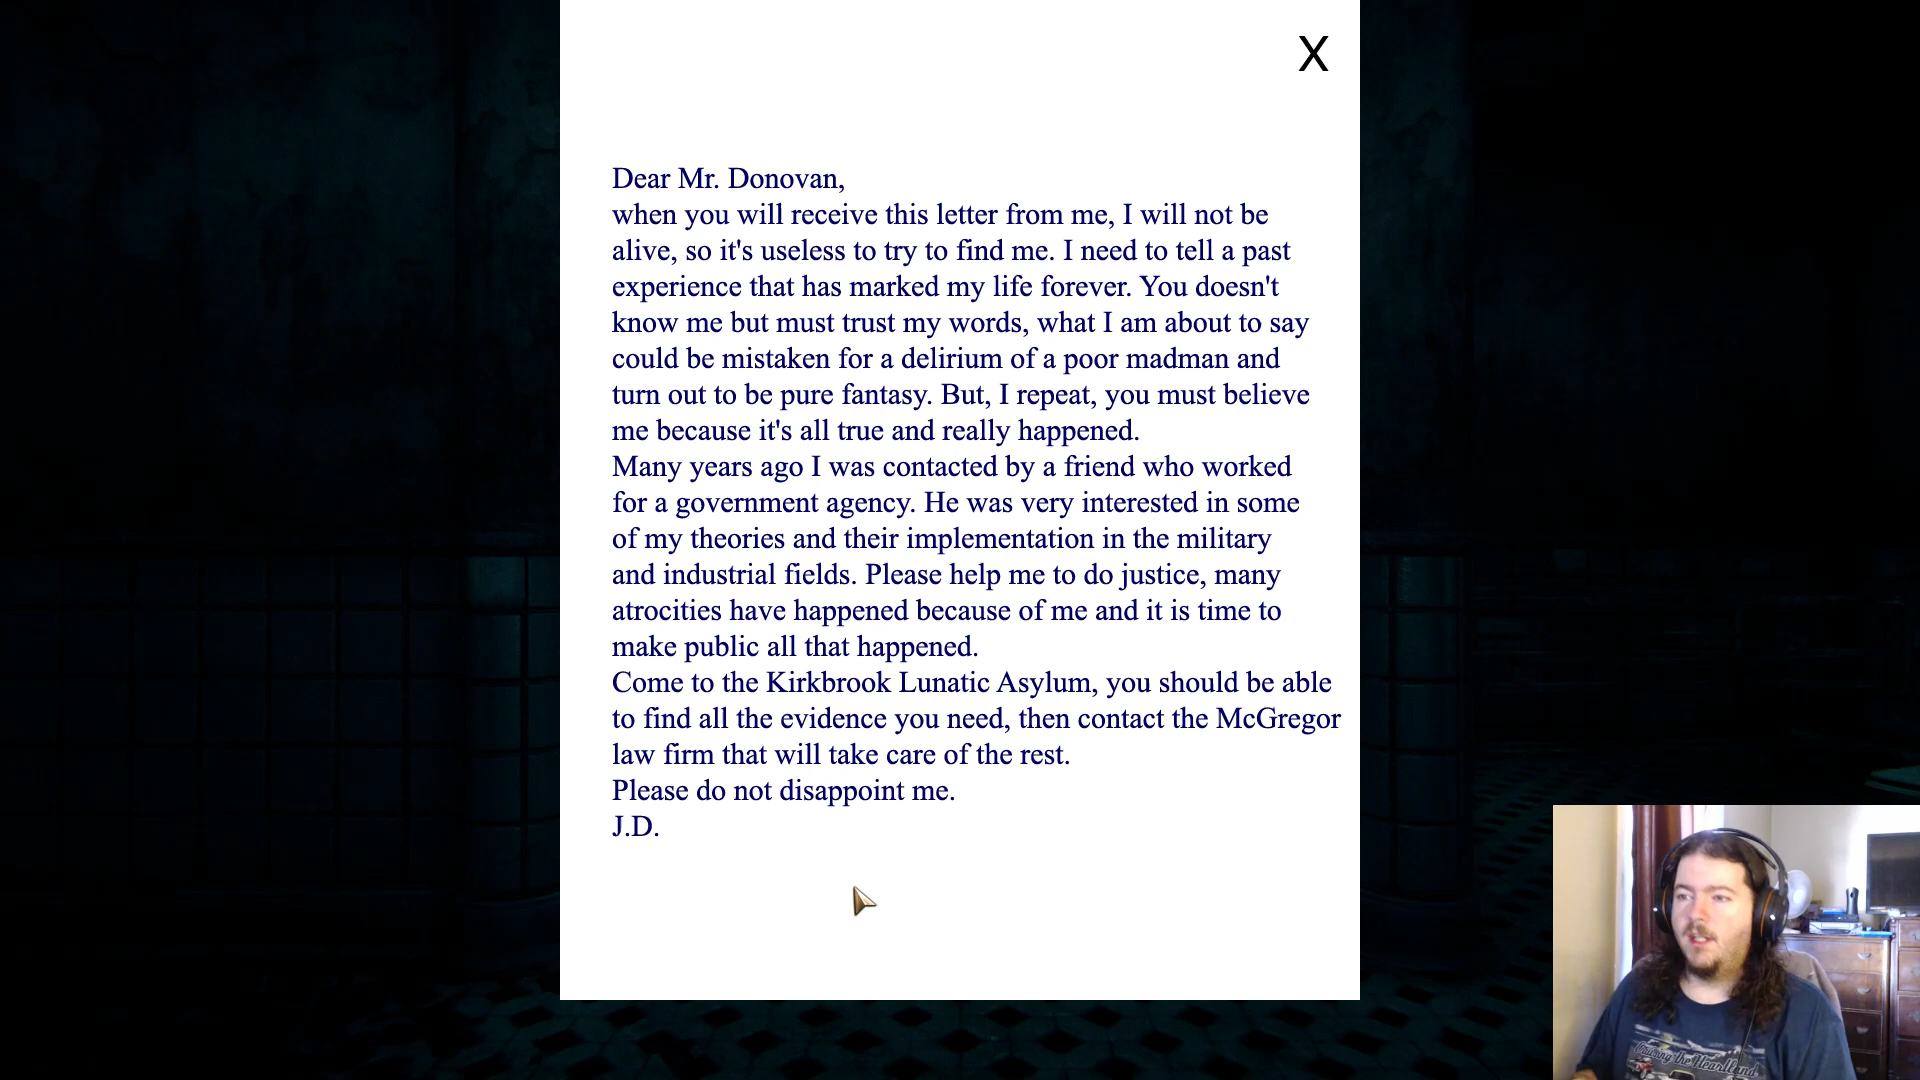 X
Dear Mr. Donovan,
when you will receive this letter from me, I will not be
alive, so it's useless to try to find me. I need to tell a past
experience that has marked my life forever. You doesn't
know me but must trust my words, what I am about to say
could be mistaken for a delirium of a poor madman and
turn out to be pure fantasy. But, I repeat, you must believe
me because it's all true and really happened.
Many years ago I was contacted by a friend who worked
for a government agency. He was very interested in some
of my theories and their implementation in the military
and industrial fields. Please help me to do justice, many
atrocities have happened because of me and it is time to
make public all that happened.
Come to the Kirkbrook Lunatic Asylum, you should be able
to find all the evidence you need, then contact the McGregor
law firm that will take care of the rest.
Please do not disappoint me.
J.D.
Cruising the Heartland